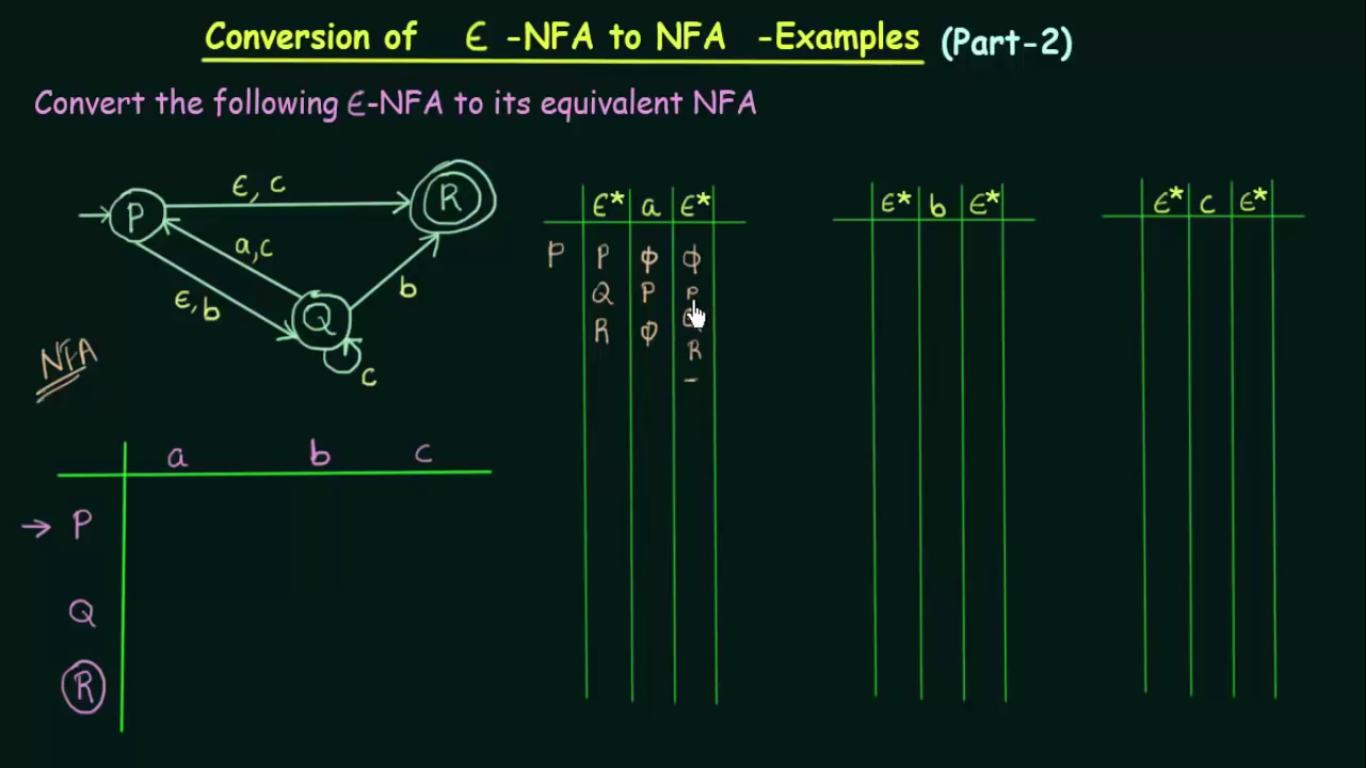 Conversion of ϵ -NFA to NFA -Examples (Part-2)
Convert the following ϵ-NFA to its equivalent NFA
ϵ, c
P
R
a,c
ϵ,b
b
Q
c
NFA
a b c
→ P
Q
R
ϵ* a ϵ*
P P ϕ ϕ
Q P P
R ϕ
R
–
ϵ* b ϵ*
ϵ* c ϵ*